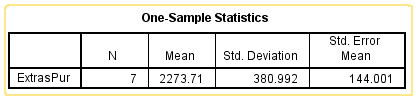 One-Sample Statistics
N Mean Std. Deviation Std. Error Mean
ExtrasPur 7 2273.71 380.992 144.001